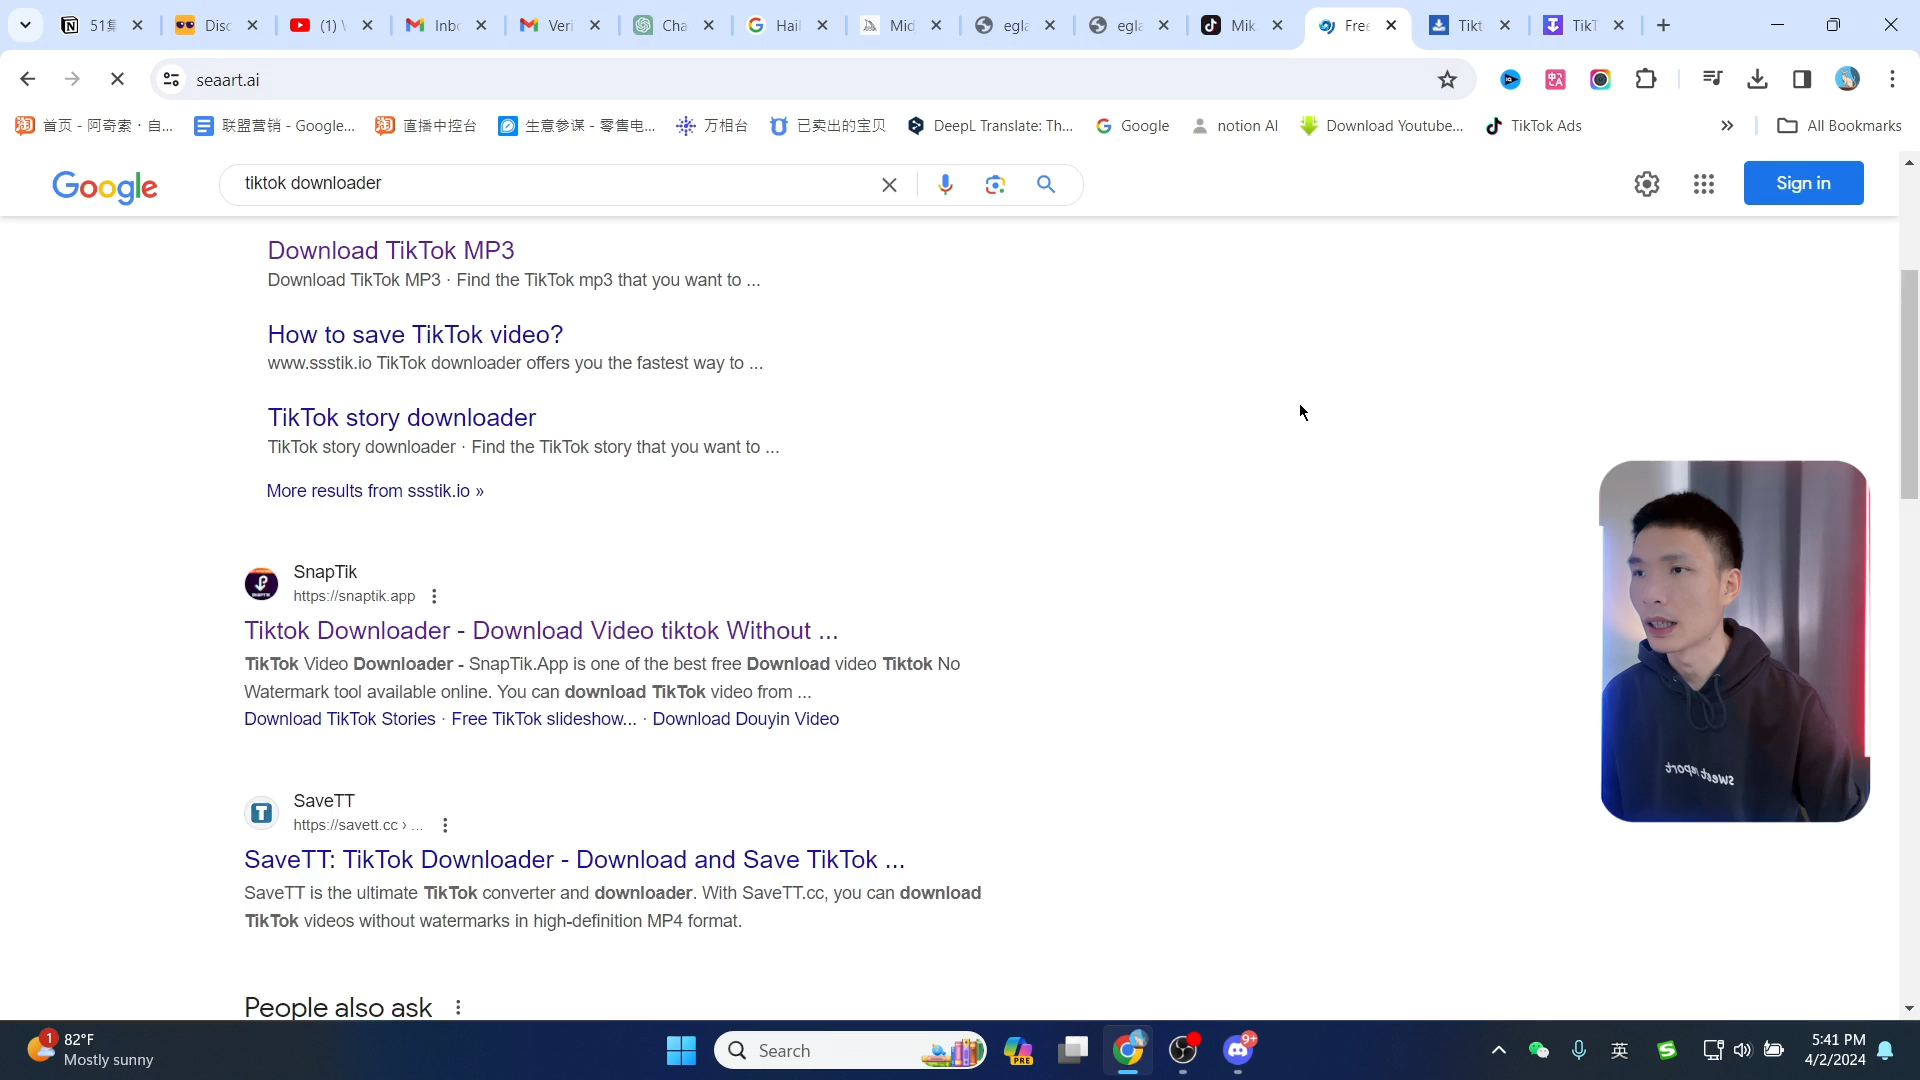 51集
Disc
(1) \
Inbo
Veri
Cha
Hail
Mid
egla
egla
Mik
Free
Tikt
TikT
seaart.ai
首页 - 阿奇索 · 自...
联盟营销 - Google...
直播中控台
生意参谋 - 零售电...
万相台
已卖出的宝贝
DeepL Translate: Th...
Google
notion AI
Download Youtube...
TikTok Ads
All Bookmarks
Google
tiktok downloader
Sign in
Download TikTok MP3
Download TikTok MP3 · Find the TikTok mp3 that you want to ...
How to save TikTok video?
www.ssstik.io TikTok downloader offers you the fastest way to ...
TikTok story downloader
TikTok story downloader · Find the TikTok story that you want to ...
More results from ssstik.io »
SnapTik
https://snaptik.app
Tiktok Downloader - Download Video tiktok Without ...
TikTok Video Downloader - SnapTik.App is one of the best free Download video Tiktok No
Watermark tool available online. You can download TikTok video from ...
Download TikTok Stories · Free TikTok slideshow... · Download Douyin Video
SaveTT
https://savett.cc › ...
SaveTT: TikTok Downloader - Download and Save TikTok ...
SaveTT is the ultimate TikTok converter and downloader. With SaveTT.cc, you can download
TikTok videos without watermarks in high-definition MP4 format.
People also ask
1
82°F
Mostly sunny
Search
PRE
9+
英
5:41 PM
4/2/2024